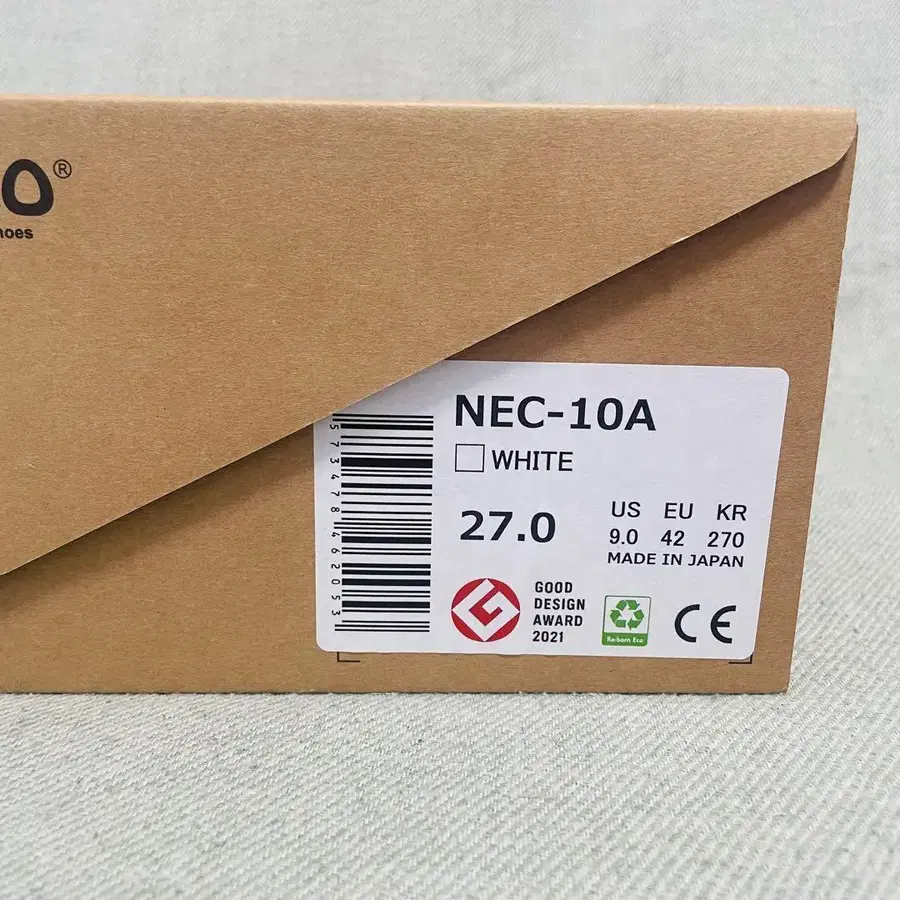 ®
NEC-10A
WHITE
27.0
US EU KR
9.0 42 270
MADE IN JAPAN
GOOD
DESIGN
AWARD
2021
Re:born Eco
CE
573478462053